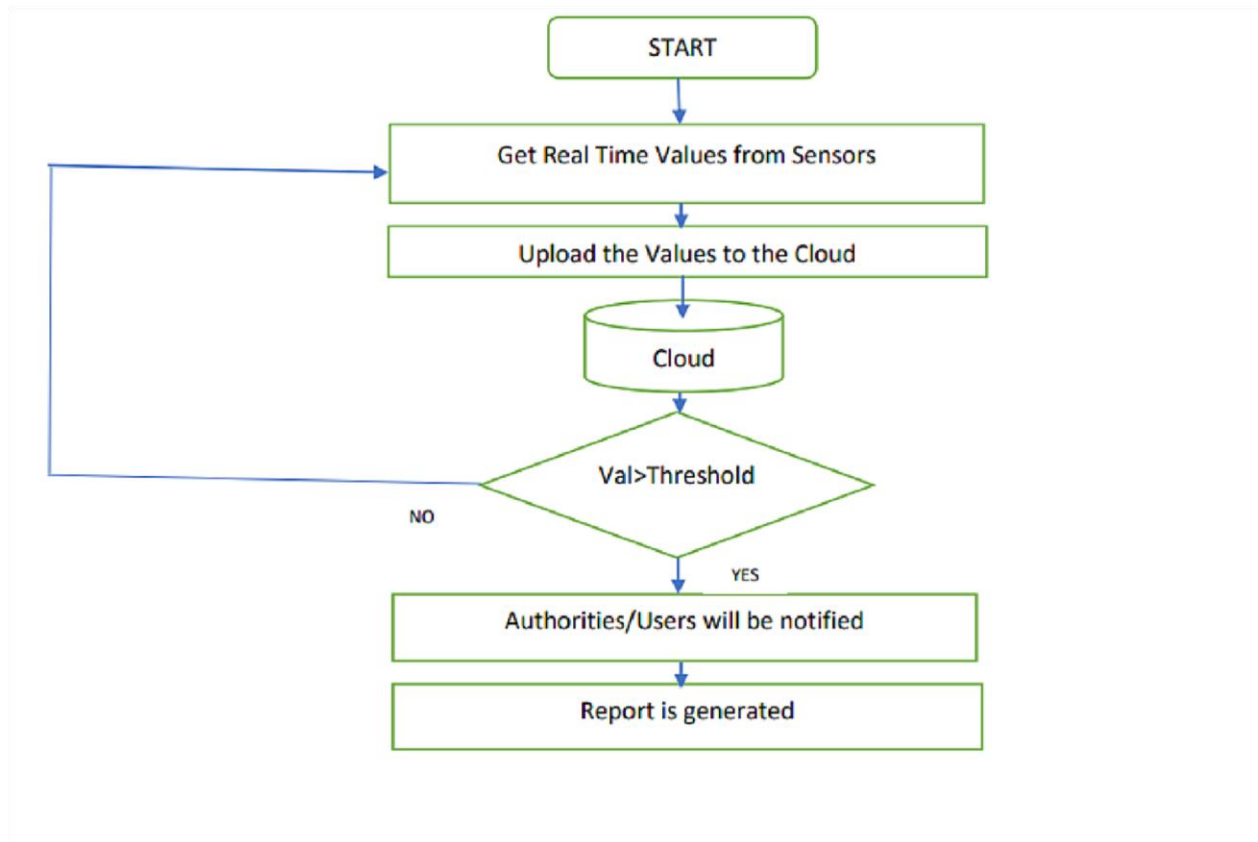 START
Get Real Time Values from Sensors
Upload the Values to the Cloud
Cloud
Val>Threshold
NO
YES
Authorities/Users will be notified
Report is generated